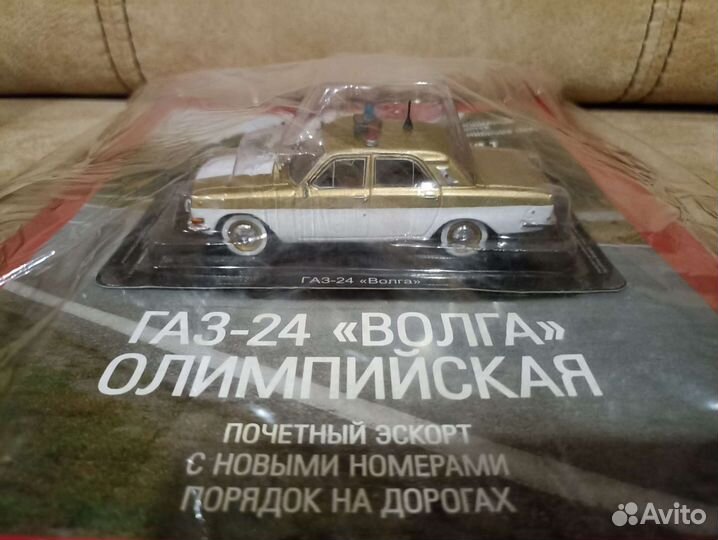 ГАЗ-24 «Волга»
ГАЗ-24 «ВОЛГА»
ОЛИМПИЙСКАЯ
ПОЧЕТНЫЙ ЭСКОРТ
С НОВЫМИ НОМЕРАМИ
ПОРЯДОК НА ДОРОГАХ
Avito